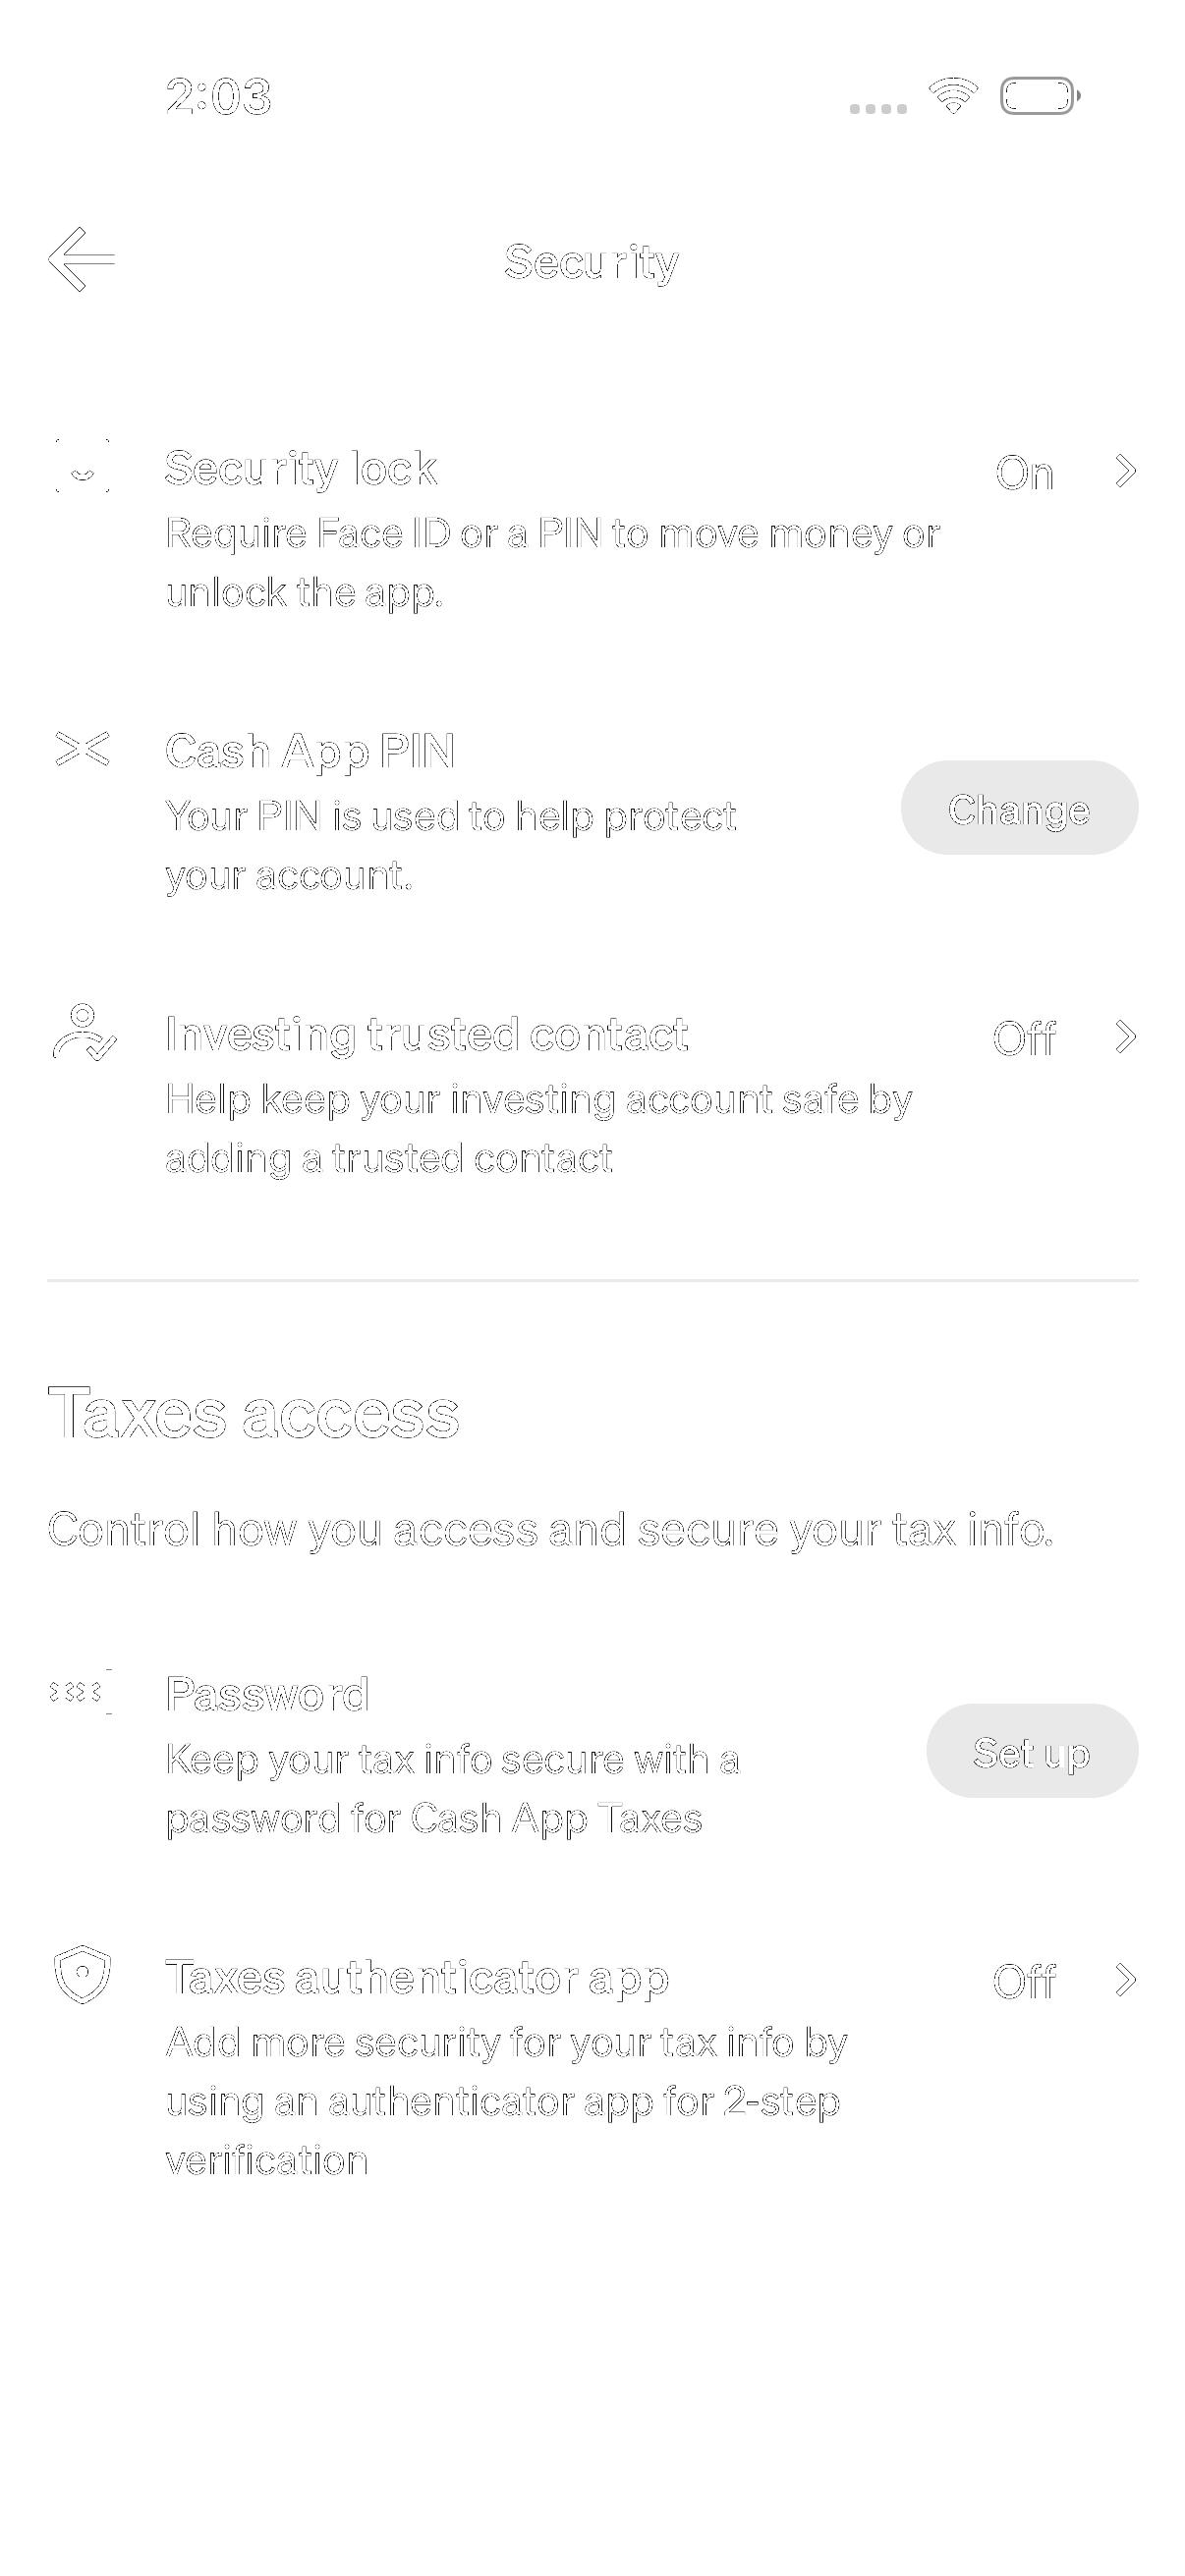 2:03
Security
Security lock
On
Require Face ID or a PIN to move money or
unlock the app.
Cash App PIN
Your PIN is used to help protect
your account.
Change
Investing trusted contact
Off
Help keep your investing account safe by
adding a trusted contact
Taxes access
Control how you access and secure your tax info.
Password
Keep your tax info secure with a
password for Cash App Taxes
Set up
Taxes authenticator app
Off
Add more security for your tax info by
using an authenticator app for 2-step
verification